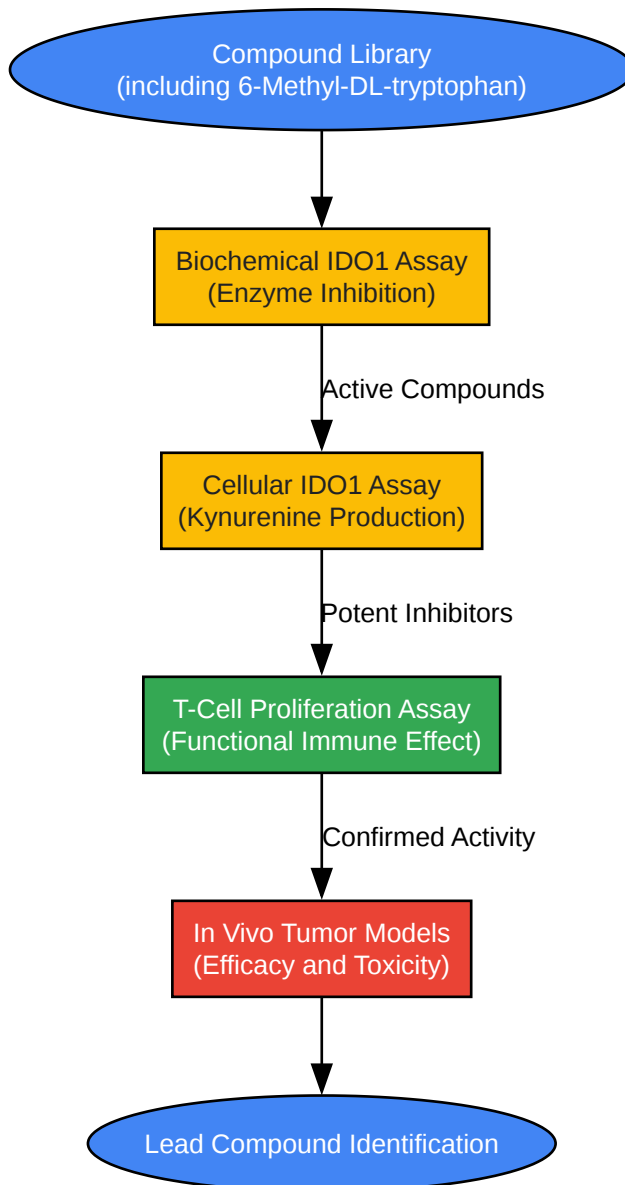 Compound Library
(including 6-Methyl-DL-tryptophan)
Biochemical IDO1 Assay
(Enzyme Inhibition)
Active Compounds
Cellular IDO1 Assay
(Kynurenine Production)
Potent Inhibitors
T-Cell Proliferation Assay
(Functional Immune Effect)
Confirmed Activity
In Vivo Tumor Models
(Efficacy and Toxicity)
Lead Compound Identification